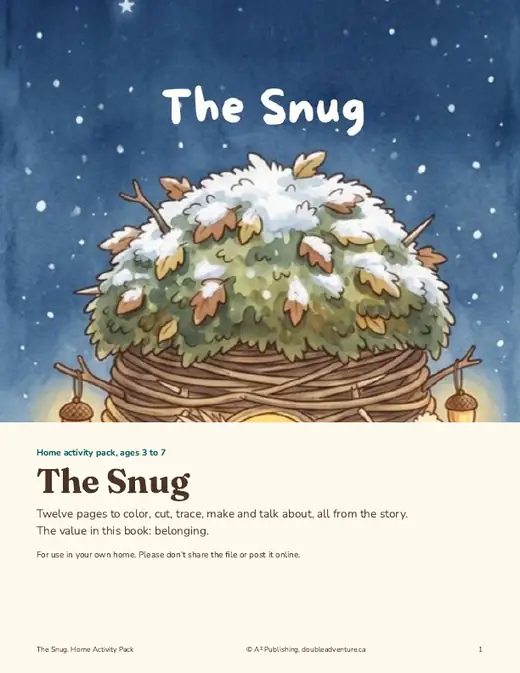 The Snug
Home activity pack, ages 3 to 7
The Snug
Twelve pages to color, cut, trace, make and talk about, all from the story.
The value in this book: belonging.
For use in your own home. Please don't share the file or post it online.
The Snug. Home Activity Pack
© A² Publishing, doubleadventure.ca
1